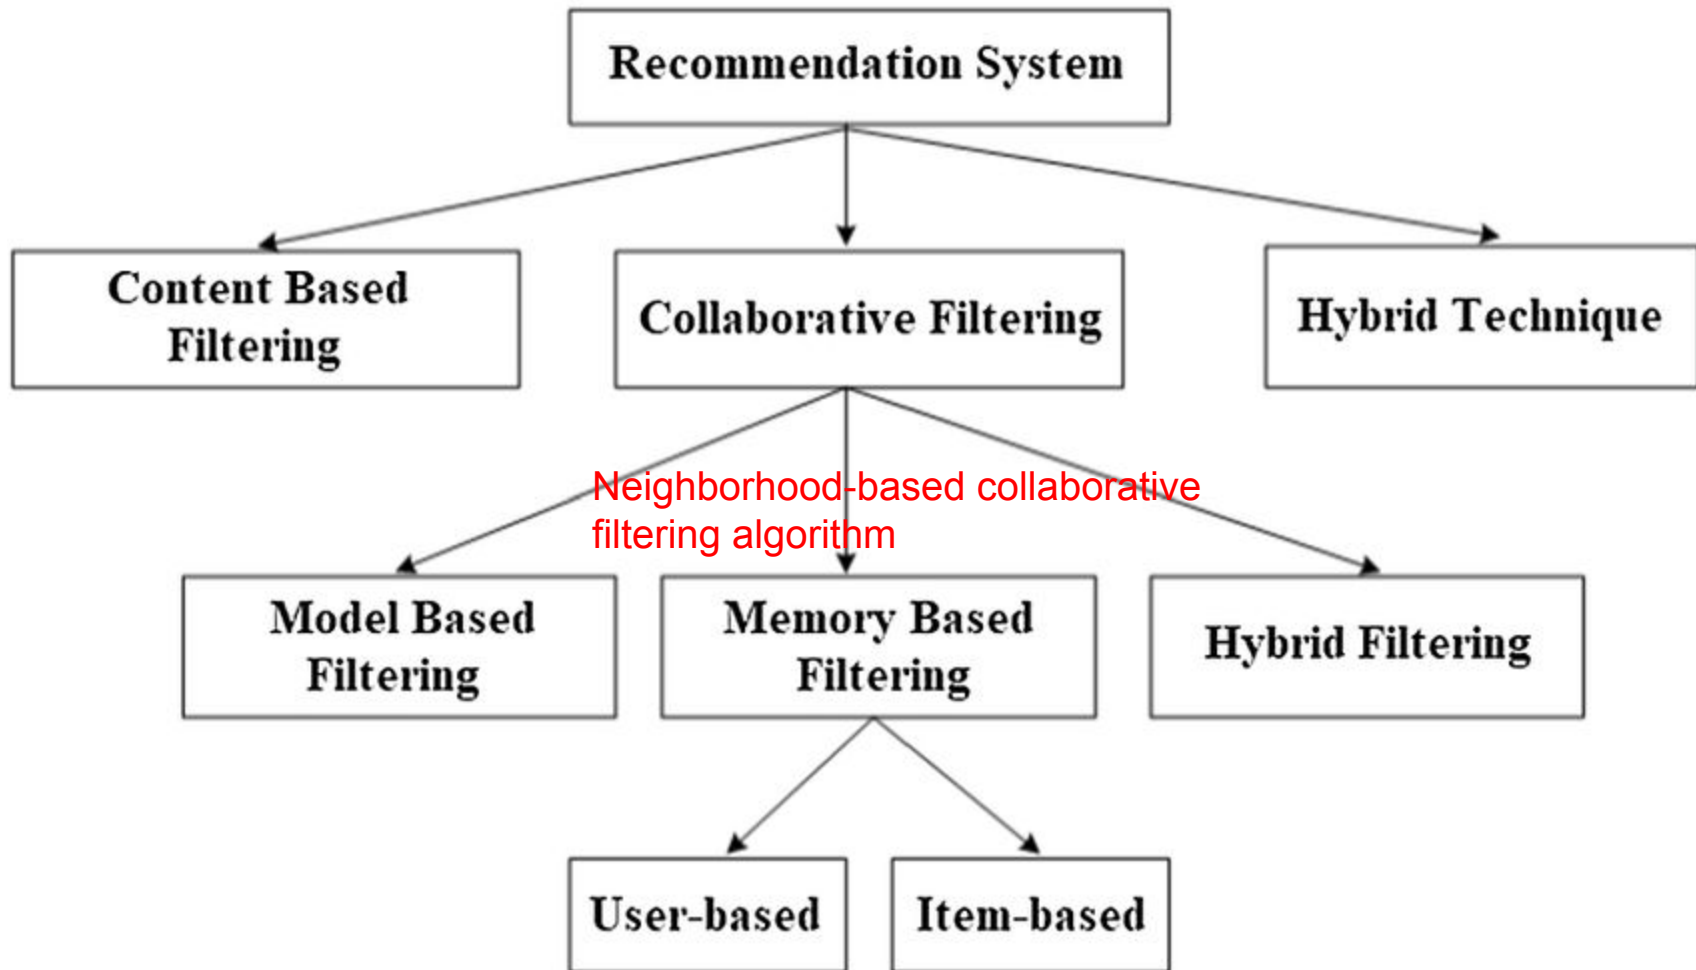 Recommendation System
Content Based
Filtering
Collaborative Filtering
Hybrid Technique
Neighborhood-based collaborative
filtering algorithm
Model Based
Filtering
Memory Based
Filtering
Hybrid Filtering
User-based
Item-based